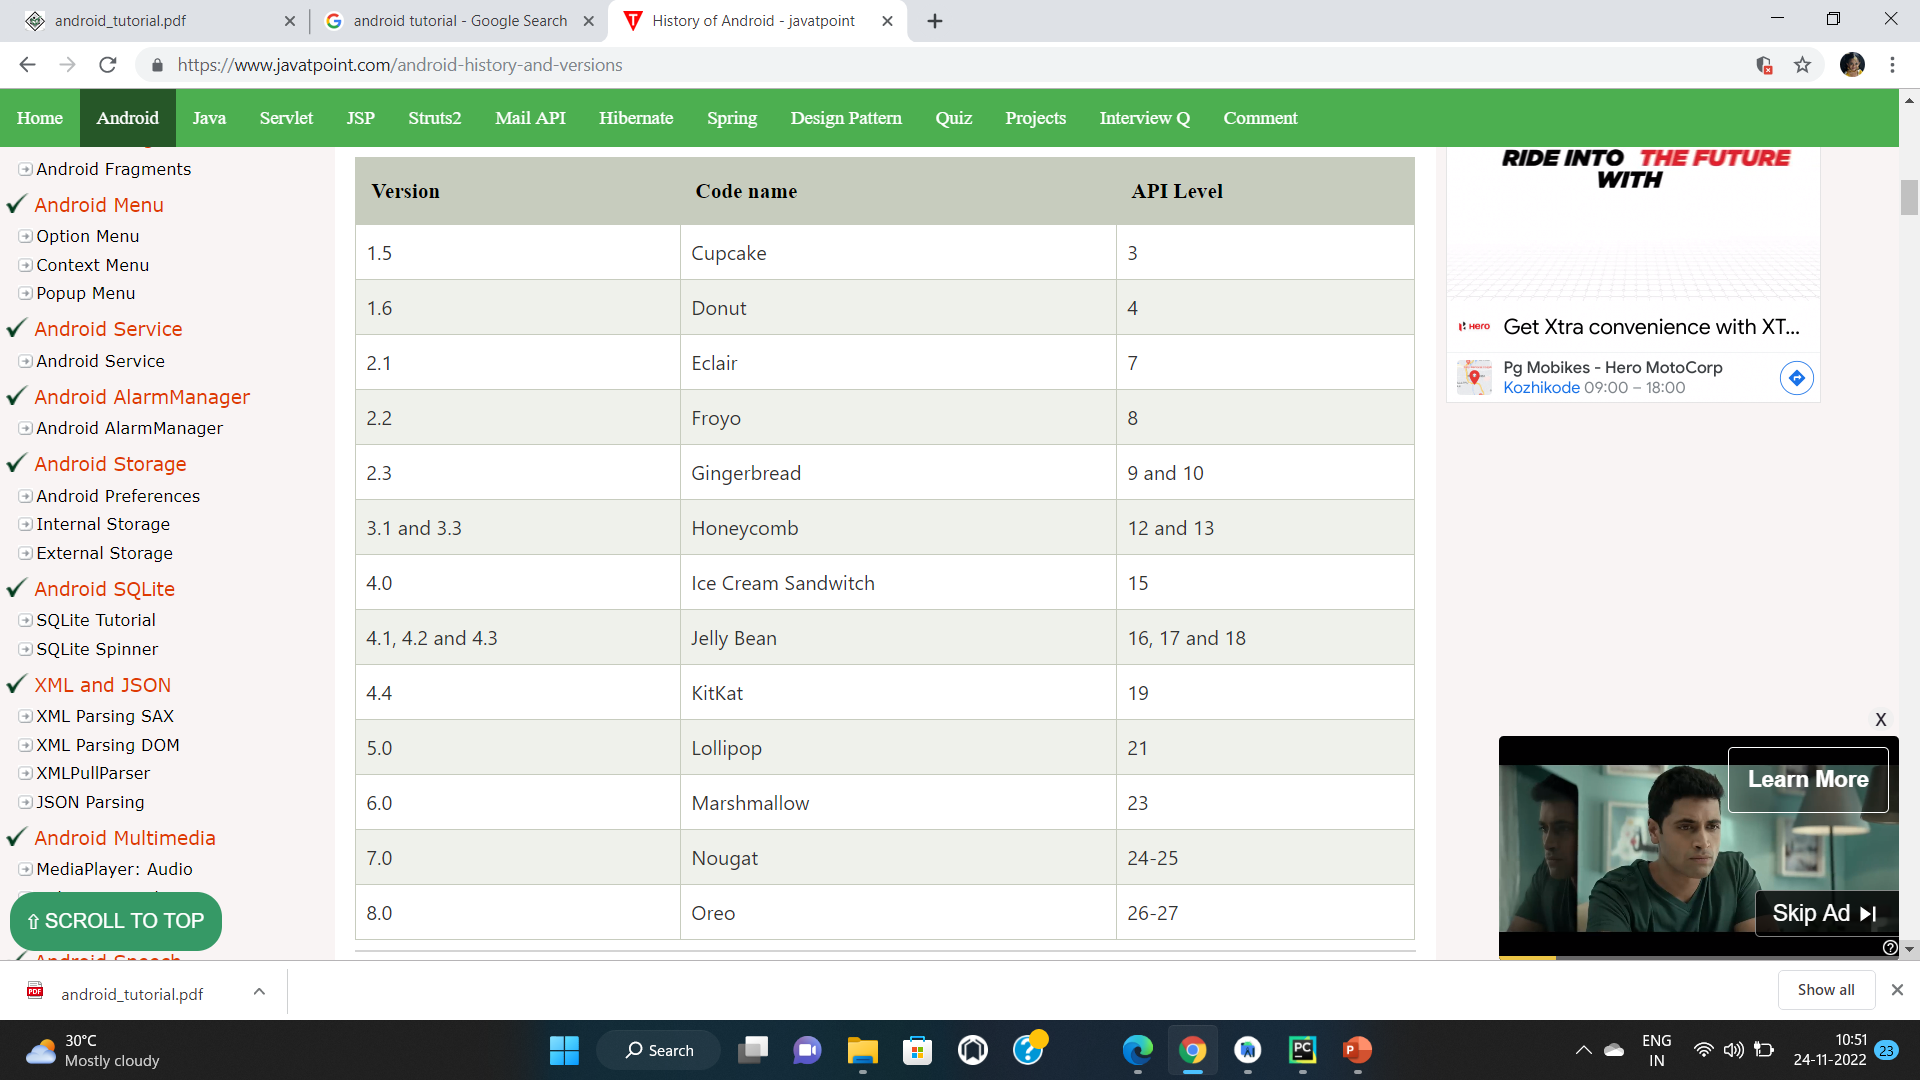 android_tutorial.pdf
android tutorial - Google Search
History of Android - javatpoint
https://www.javatpoint.com/android-history-and-versions
Home Android Java Servlet JSP Struts2 Mail API Hibernate Spring Design Pattern Quiz Projects Interview Q Comment
Android Fragments
Android Menu
Option Menu
Context Menu
Popup Menu
Android Service
Android Service
Android AlarmManager
Android AlarmManager
Android Storage
Android Preferences
Internal Storage
External Storage
Android SQLite
SQLite Tutorial
SQLite Spinner
XML and JSON
XML Parsing SAX
XML Parsing DOM
XMLPullParser
JSON Parsing
Android Multimedia
MediaPlayer: Audio
⇧ SCROLL TO TOP
Android Speech
Version Code name API Level
1.5 Cupcake 3
1.6 Donut 4
2.1 Eclair 7
2.2 Froyo 8
2.3 Gingerbread 9 and 10
3.1 and 3.3 Honeycomb 12 and 13
4.0 Ice Cream Sandwitch 15
4.1, 4.2 and 4.3 Jelly Bean 16, 17 and 18
4.4 KitKat 19
5.0 Lollipop 21
6.0 Marshmallow 23
7.0 Nougat 24-25
8.0 Oreo 26-27
RIDE INTO THE FUTURE
WITH
Hero Get Xtra convenience with XT...
Pg Mobikes - Hero MotoCorp
Kozhikode 09:00 – 18:00
X
Learn More
Skip Ad
PDF android_tutorial.pdf
Show all
30°C
Mostly cloudy
Search
PC
P
ENG
IN
10:51
24-11-2022
23